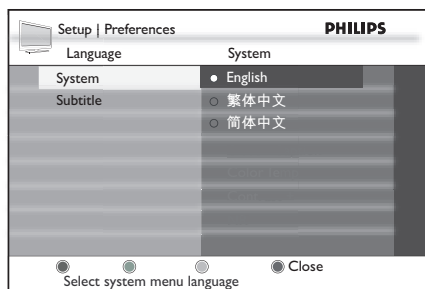 Setup | Preferences
PHILIPS
Language
System
System
English
Subtitle
繁体中文
简体中文
Close
Select system menu language